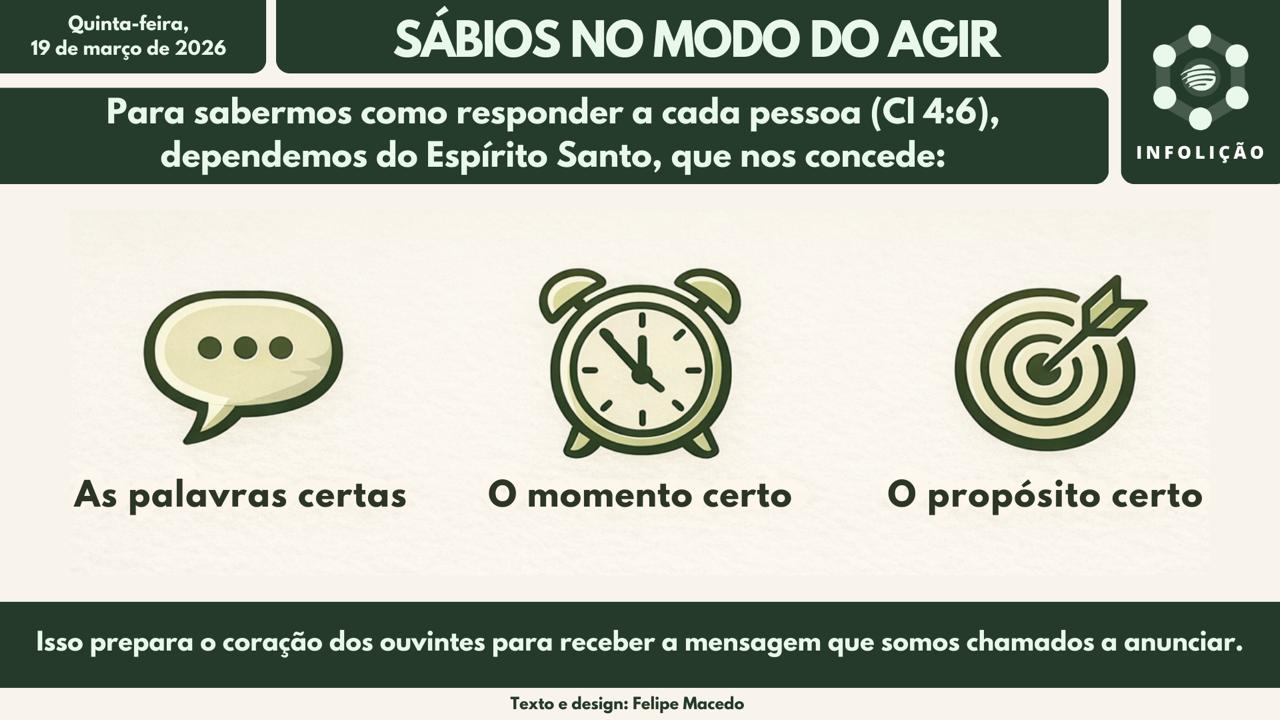 Quinta-feira,
19 de março de 2026
SÁBIOS NO MODO DO AGIR
INFOLIÇÃO
Para sabermos como responder a cada pessoa (Cl 4:6),
dependemos do Espírito Santo, que nos concede:
As palavras certas
O momento certo
O propósito certo
Isso prepara o coração dos ouvintes para receber a mensagem que somos chamados a anunciar.
Texto e design: Felipe Macedo